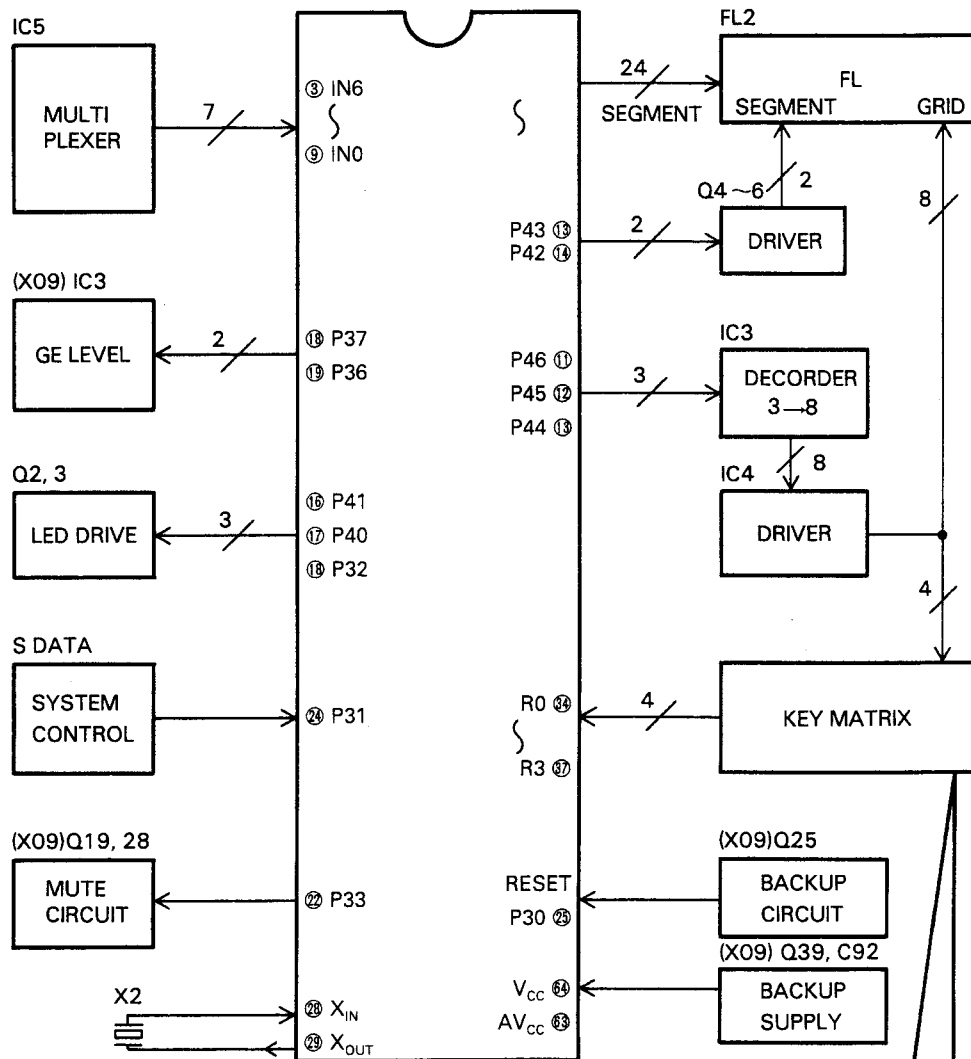 IC5
MULTI
PLEXER
7
③ IN6
⑨ IN0
(X09) IC3
GE LEVEL
2
⑱ P37
⑲ P36
Q2, 3
LED DRIVE
3
⑯ P41
⑰ P40
⑱ P32
S DATA
SYSTEM
CONTROL
㉔ P31
(X09)Q19, 28
MUTE
CIRCUIT
㉒ P33
X2
㉘ XIN
㉙ XOUT
24
SEGMENT
FL2
FL
SEGMENT GRID
P43 ⑬
P42 ⑭
2
Q4～6
2
DRIVER
8
P46 ⑪
P45 ⑫
P44 ⑬
3
IC3
DECORDER
3→8
8
IC4
DRIVER
4
R0 ㉞
R3 ㊲
4
KEY MATRIX
RESET
P30 ㉕
(X09)Q25
BACKUP
CIRCUIT
VCC 64
AVCC 63
(X09) Q39, C92
BACKUP
SUPPLY